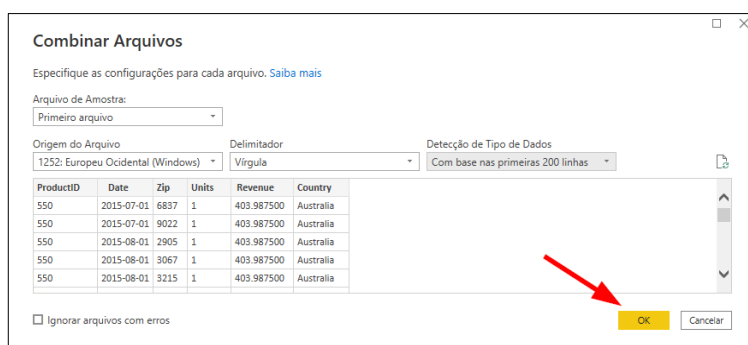 Combinar Arquivos
Especifique as configurações para cada arquivo. Saiba mais
Arquivo de Amostra:
Primeiro arquivo
Origem do Arquivo Delimitador Detecção de Tipo de Dados
1252: Europeu Ocidental (Windows) Vírgula Com base nas primeiras 200 linhas
ProductID Date Zip Units Revenue Country
550 2015-07-01 6837 1 403.987500 Australia
550 2015-07-01 9022 1 403.987500 Australia
550 2015-08-01 2905 1 403.987500 Australia
550 2015-08-01 3067 1 403.987500 Australia
550 2015-08-01 3215 1 403.987500 Australia
Ignorar arquivos com erros OK Cancelar